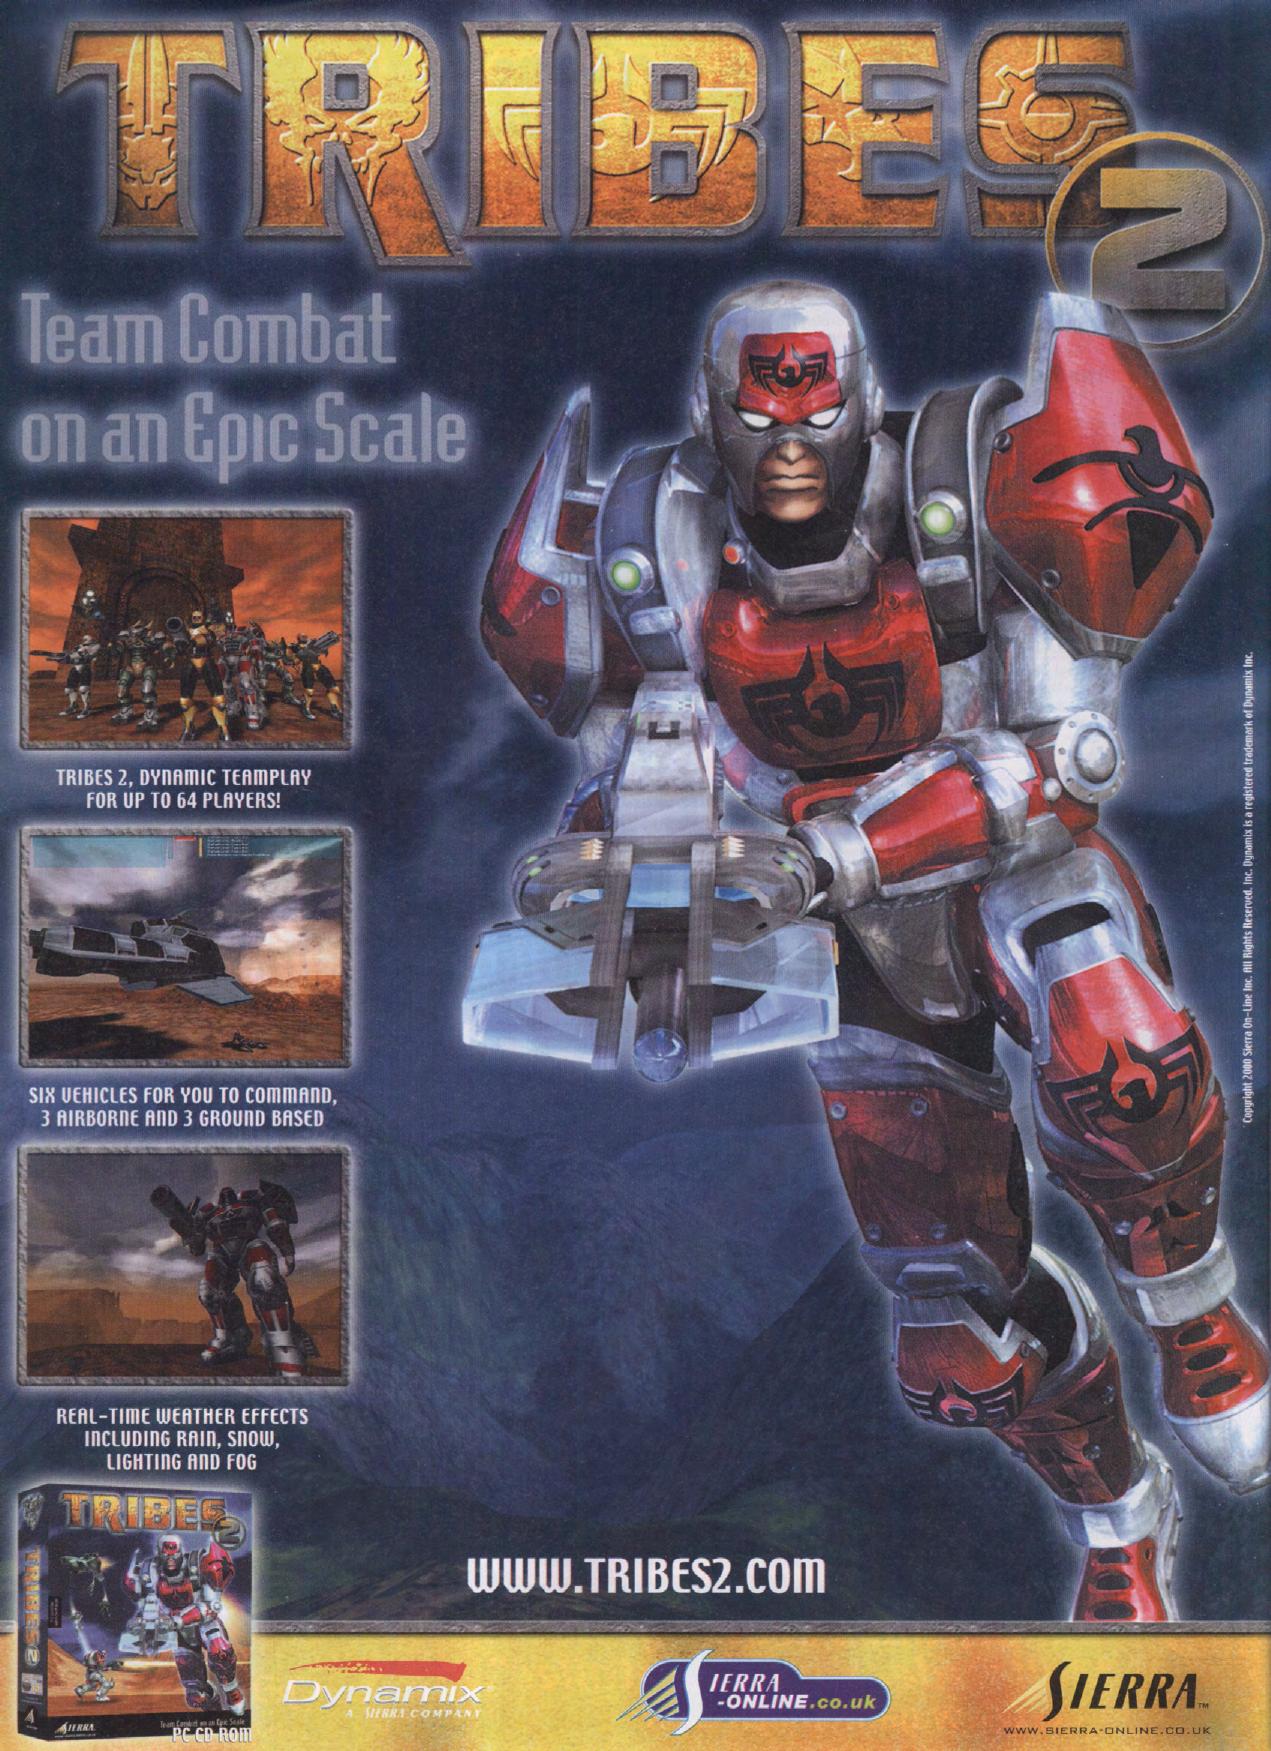 TRIBES
2
Team Combat
on an Epic Scale
TRIBES 2, DYNAMIC TEAMPLAY
FOR UP TO 64 PLAYERS!
SIX VEHICLES FOR YOU TO COMMAND,
3 AIRBORNE AND 3 GROUND BASED
REAL-TIME WEATHER EFFECTS
INCLUDING RAIN, SNOW,
LIGHTING AND FOG
TRIBES
2
TRIBES 2
SIERRA
Team Combat on an Epic Scale
PC CD-ROM
WWW.TRIBES2.COM
Dynamix
A SIERRA COMPANY
SIERRA
-ONLINE.co.uk
SIERRA™
WWW.SIERRA-ONLINE.CO.UK
Copyright 2000 Sierra On-Line Inc. All Rights Reserved. Inc. Dynamix is a registered trademark of Dynamix Inc.